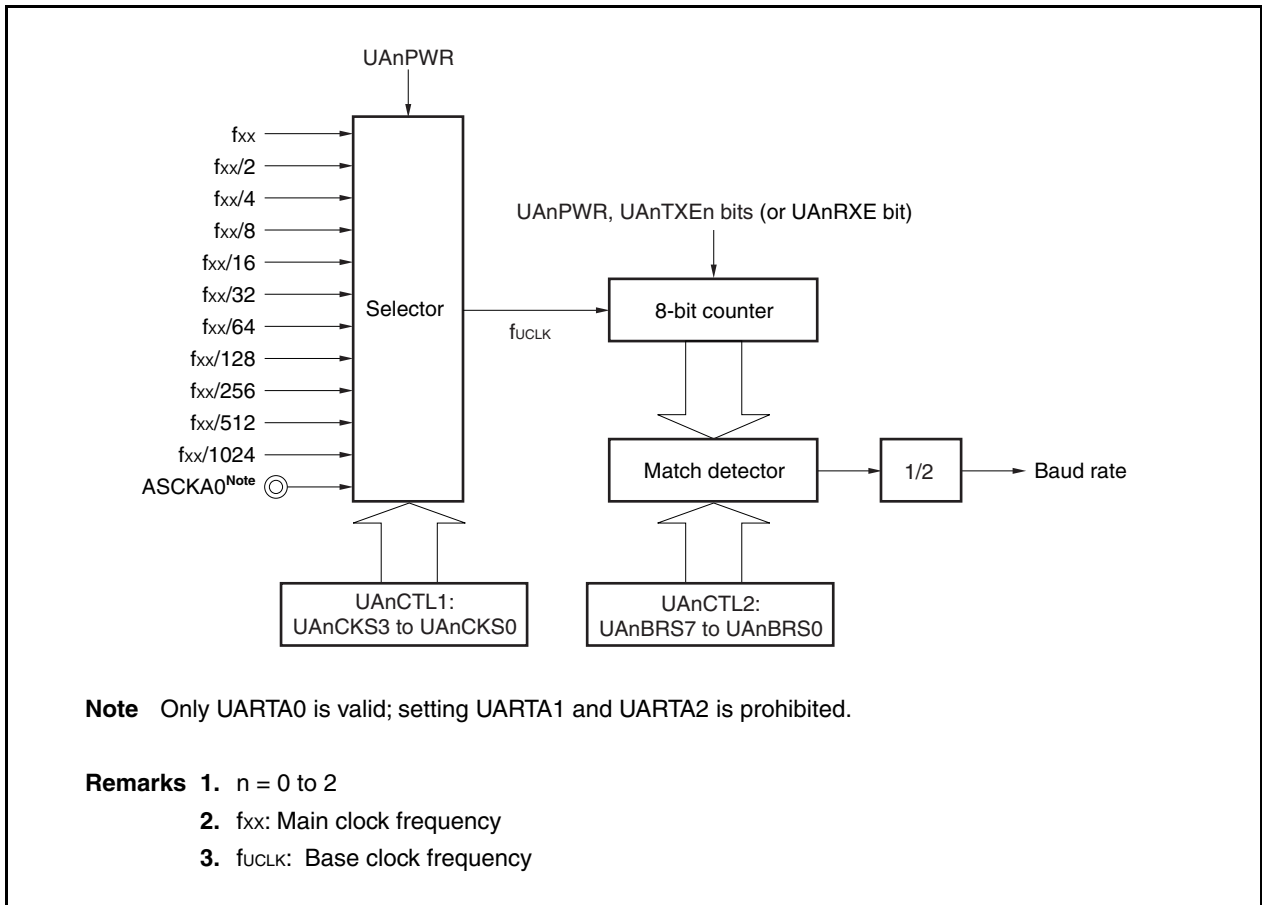 UAnPWR
fXX
fXX/2
fXX/4
fXX/8
fXX/16
fXX/32
fXX/64
fXX/128
fXX/256
fXX/512
fXX/1024
ASCKA0Note
Selector
fUCLK
UAnPWR, UAnTXEn bits (or UAnRXE bit)
8-bit counter
Match detector
1/2
Baud rate
UAnCTL1:
UAnCKS3 to UAnCKS0
UAnCTL2:
UAnBRS7 to UAnBRS0
Note Only UARTA0 is valid; setting UARTA1 and UARTA2 is prohibited.
Remarks 1. n = 0 to 2
2. fXX: Main clock frequency
3. fUCLK: Base clock frequency